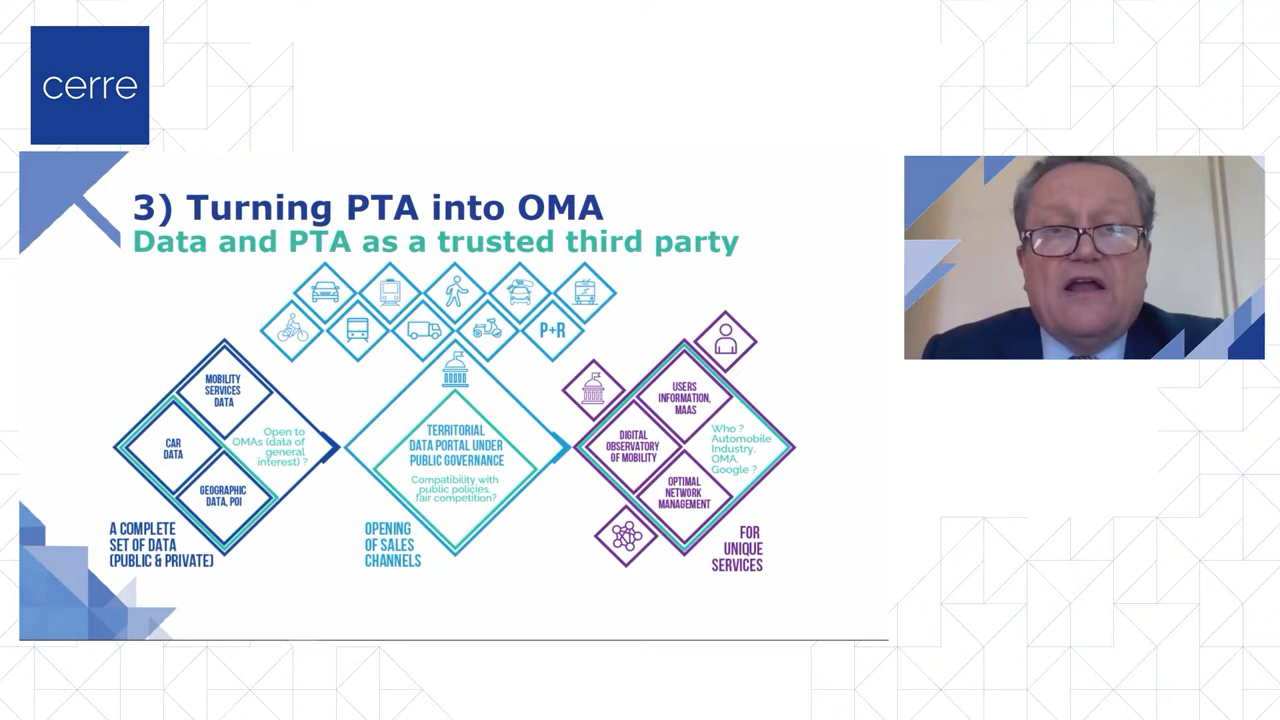 cerre
3) Turning PTA into OMA
Data and PTA as a trusted third party
P+R
MOBILITY
SERVICES
DATA
CAR
DATA
GEOGRAPHIC
DATA, POI
Open to
OMAs (data of
general
interest) ?
A COMPLETE
SET OF DATA
(PUBLIC & PRIVATE)
TERRITORIAL
DATA PORTAL UNDER
PUBLIC GOVERNANCE
Compatibility with
public policies,
fair competition?
OPENING
OF SALES
CHANNELS
USERS
INFORMATION,
MAAS
DIGITAL
OBSERVATORY
OF MOBILITY
OPTIMAL
NETWORK
MANAGEMENT
Who ?
Automobile
Industry,
OMA,
Google ?
FOR
UNIQUE
SERVICES